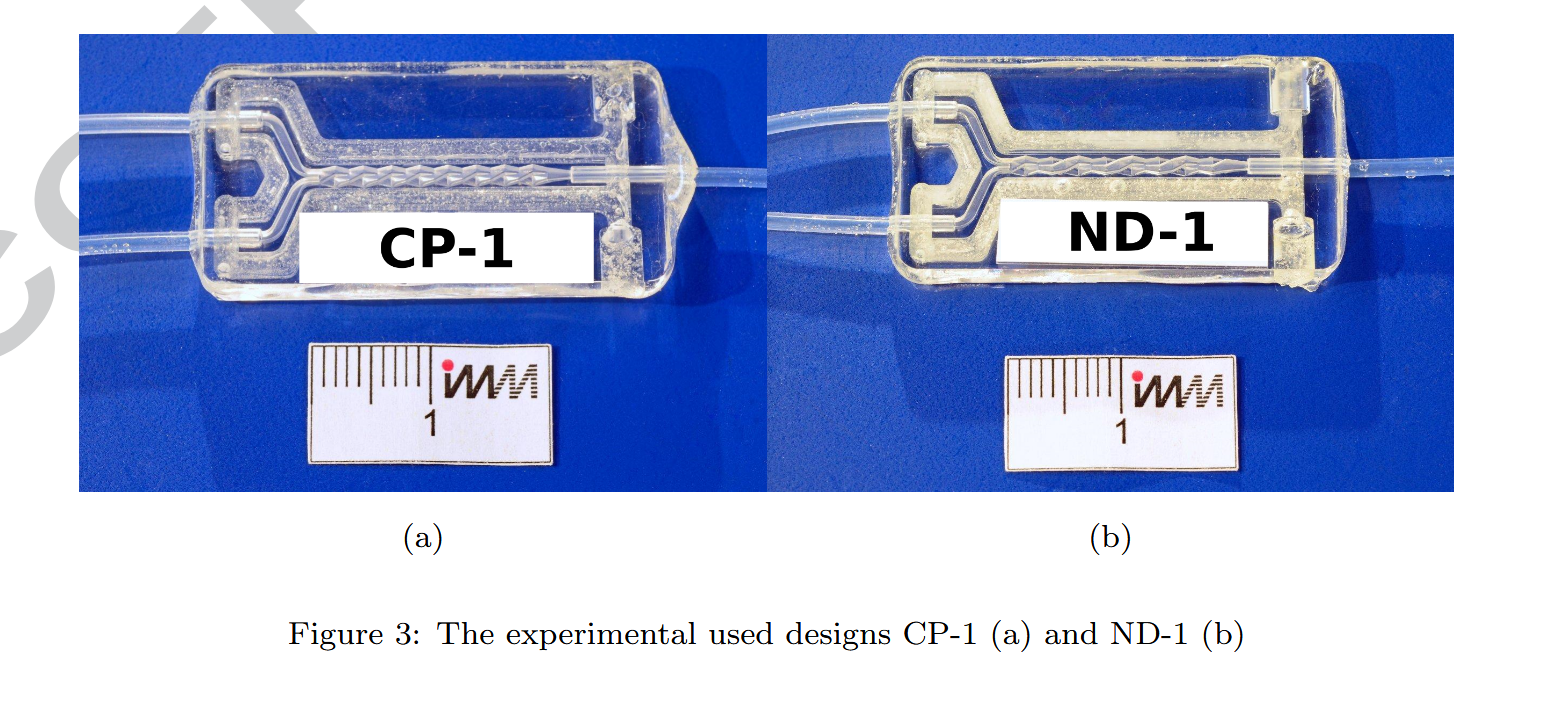 CP-1
ND-1
iMM
iMM
1
1
(a)
(b)
Figure 3: The experimental used designs CP-1 (a) and ND-1 (b)